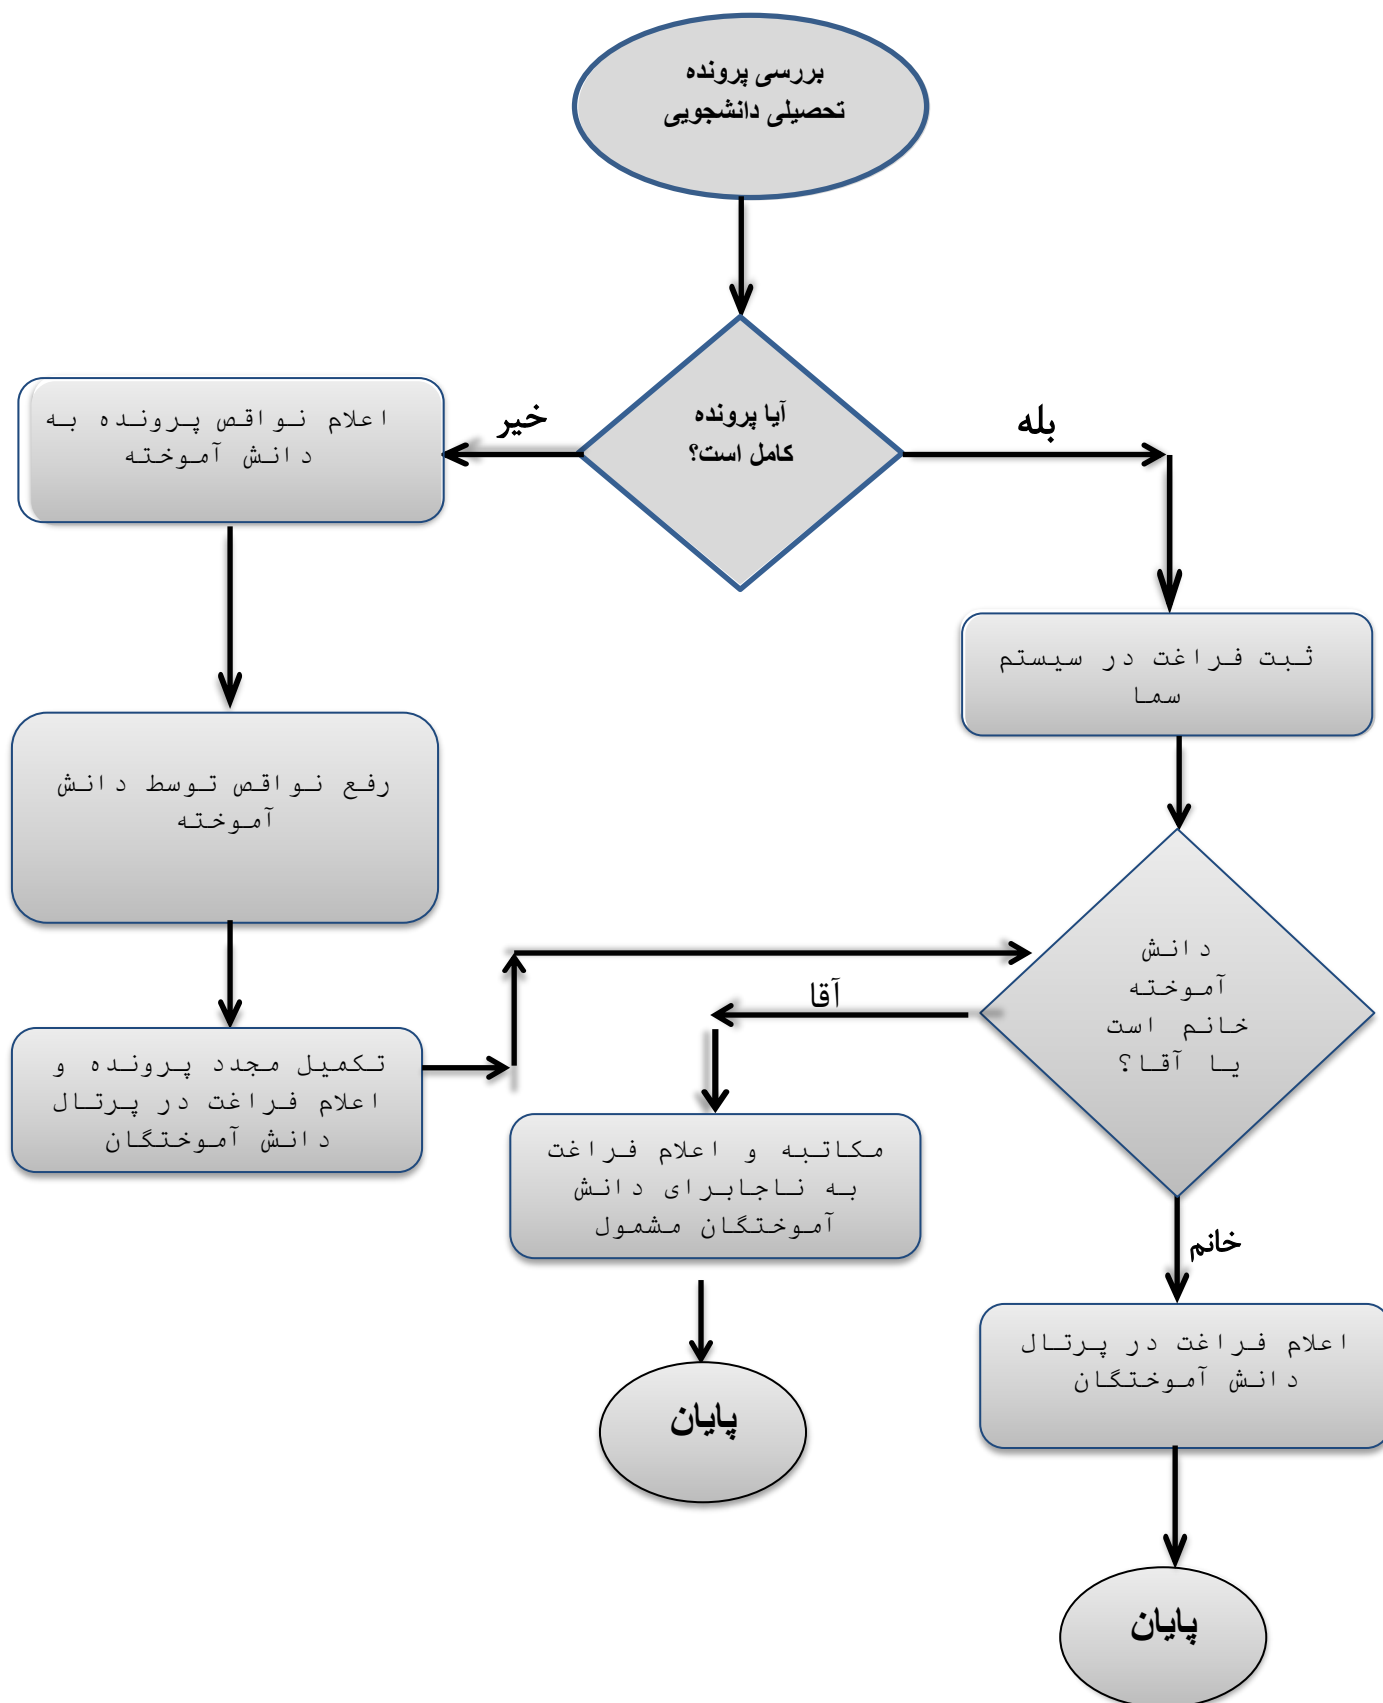 بررسی پرونده
تحصیلی دانشجویی
آیا پرونده
کامل است؟
خیر
بله
اعلام نواقص پرونده به
دانش آموخته
ثبت فراغت در سیستم
سما
رفع نواقص توسط دانش
آموخته
دانش
آموخته
خانم است
یا آقا؟
آقا
تکمیل مجدد پرونده و
اعلام فراغت در پرتال
دانش آموختگان
مکاتبه و اعلام فراغت
به ناجابرای دانش
آموختگان مشمول
خانم
اعلام فراغت در پرتال
دانش آموختگان
پایان
پایان